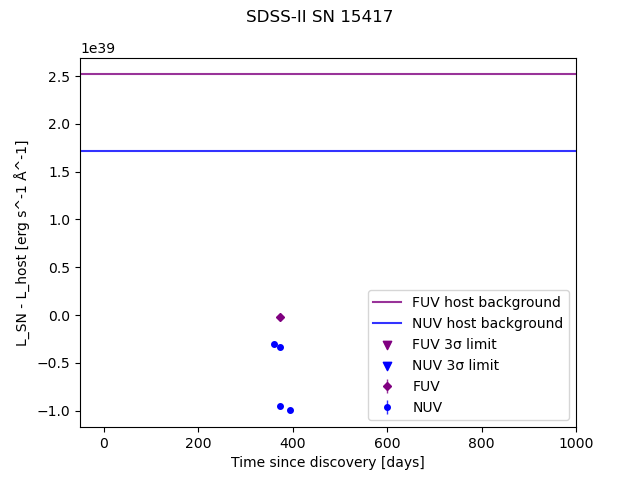 SDSS-II SN 15417
1e39
L_SN - L_host [erg s^-1 Å^-1]
2.5
2.0
1.5
1.0
0.5
0.0
−0.5
−1.0
FUV host background
NUV host background
FUV 3σ limit
NUV 3σ limit
FUV
NUV
0
200
400
600
800
1000
Time since discovery [days]